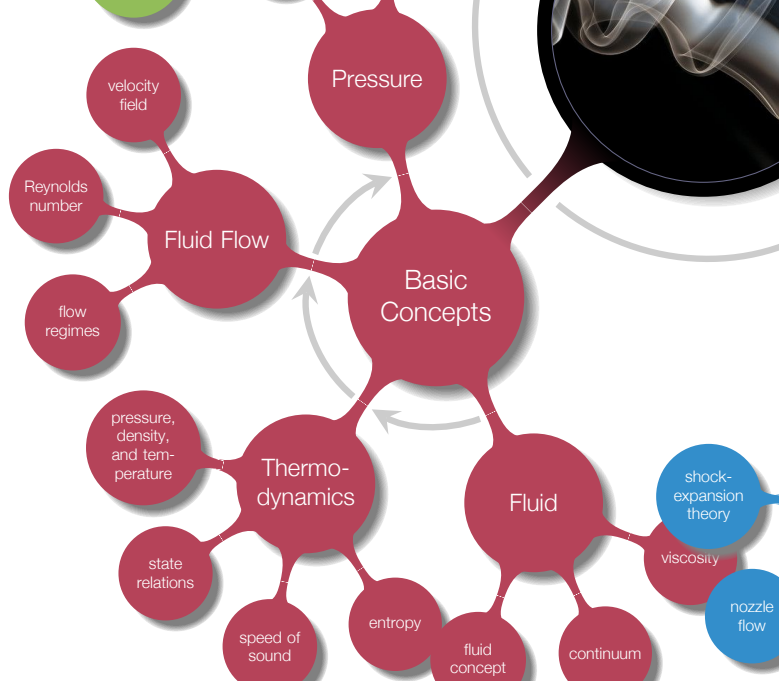 Pressure
velocity
field
Reynolds
number
Fluid Flow
flow
regimes
Basic
Concepts
pressure,
density,
and tem-
perature
Thermo-
dynamics
state
relations
speed of
sound
entropy
Fluid
fluid
concept
continuum
viscosity
shock-
expansion
theory
nozzle
flow